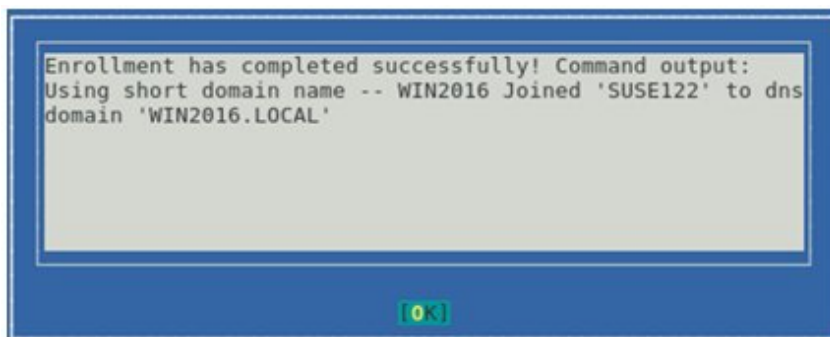 Enrollment has completed successfully! Command output:
Using short domain name -- WIN2016 Joined 'SUSE122' to dns
domain 'WIN2016.LOCAL'
[OK]